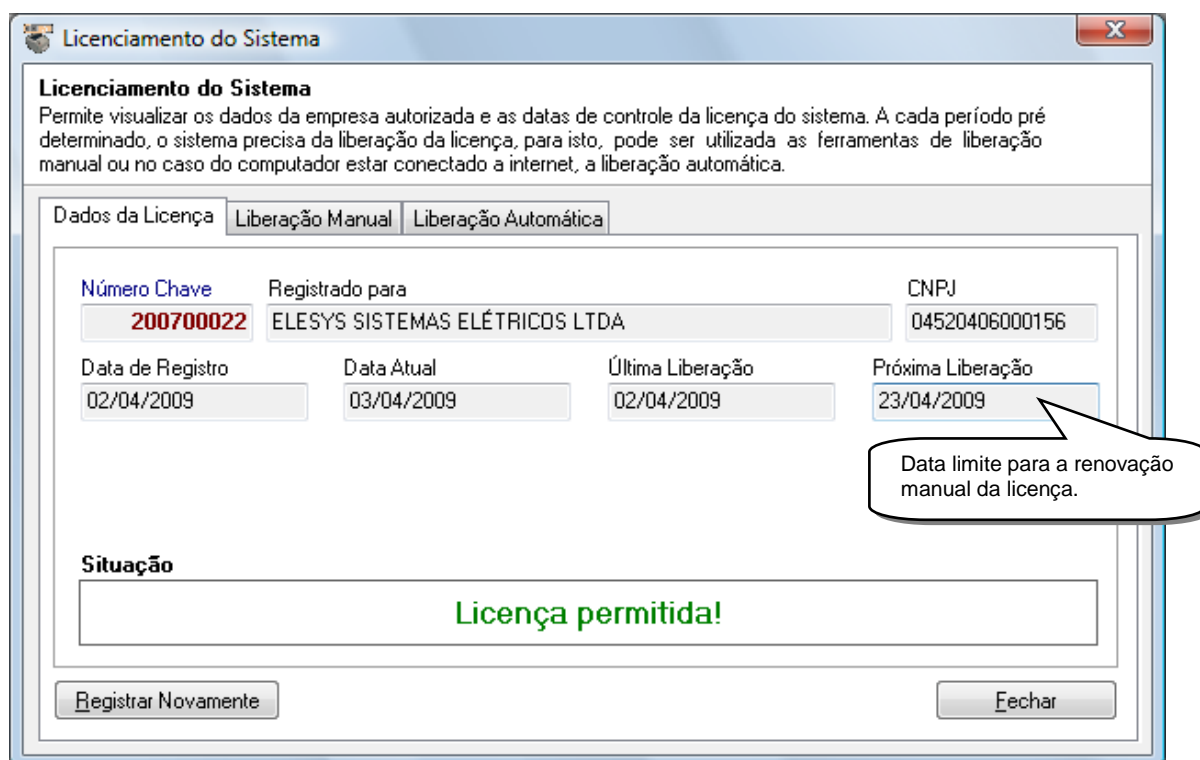 Licenciamento do Sistema
Licenciamento do Sistema
Permite visualizar os dados da empresa autorizada e as datas de controle da licença do sistema. A cada período pré
determinado, o sistema precisa da liberação da licença, para isto, pode ser utilizada as ferramentas de liberação
manual ou no caso do computador estar conectado a internet, a liberação automática.
Dados da Licença Liberação Manual Liberação Automática
Número Chave Registrado para CNPJ
200700022 ELESYS SISTEMAS ELÉTRICOS LTDA 04520406000156
Data de Registro Data Atual Última Liberação Próxima Liberação
02/04/2009 03/04/2009 02/04/2009 23/04/2009
Data limite para a renovação
manual da licença.
Situação
Licença permitida!
Registrar Novamente Fechar